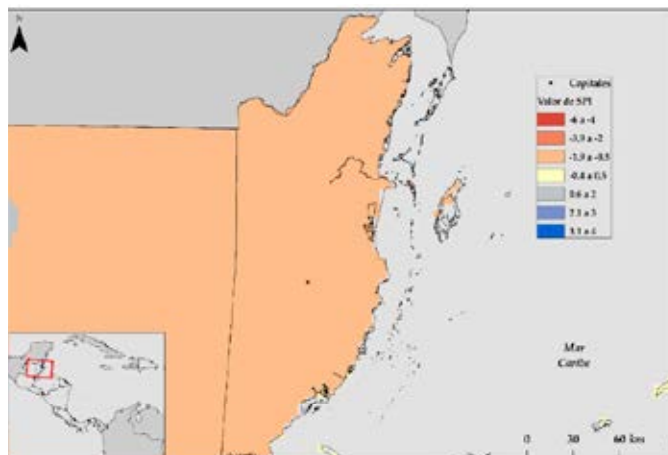 N
Capitales
Valor de SPI
-6 a -4
-3.9 a -2
-1.9 a -0.5
-0.4 a 0.5
0.6 a 2
2.1 a 3
3.1 a 4
Mar
Caribe
0 30 60 km